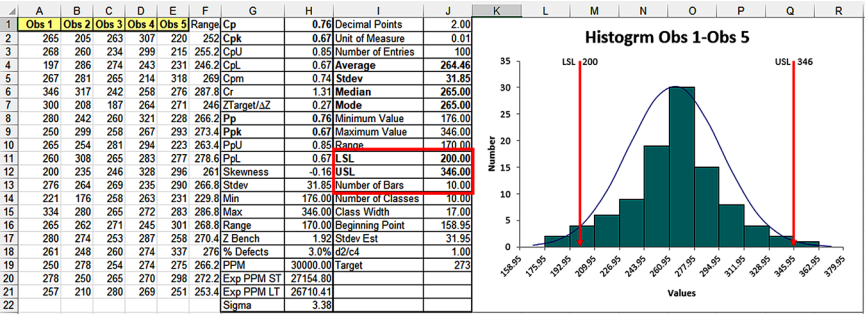 A B C D E F G H I J K L M N O P Q R
1 Obs 1 Obs 2 Obs 3 Obs 4 Obs 5 Range Cp 0.76 Decimal Points 2.00
2 265 205 263 307 220 252 Cpk 0.67 Unit of Measure 0.01
3 268 260 234 299 215 255.2 CpU 0.85 Number of Entries 100
4 197 286 274 243 231 246.2 CpL 0.67 Average 264.46
5 267 281 265 214 318 269 Cpm 0.74 Stdev 31.85
6 346 317 242 258 276 287.8 Cr 1.31 Median 265.00
7 300 208 187 264 271 246 ZTarget/ΔZ 0.27 Mode 265.00
8 280 242 260 321 228 266.2 Pp 0.76 Minimum Value 176.00
9 250 299 258 267 293 273.4 Ppk 0.67 Maximum Value 346.00
10 265 254 281 294 223 263.4 PpU 0.85 Range 170.00
11 260 308 265 283 277 278.6 PpL 0.67 LSL 200.00
12 200 235 246 328 296 261 Skewness -0.16 USL 346.00
13 276 264 269 235 290 266.8 Stdev 31.85 Number of Bars 10.00
14 221 176 258 263 231 229.8 Min 176.00 Number of Classes 10.00
15 334 280 265 272 283 286.8 Max 346.00 Class Width 17.00
16 265 262 271 245 301 268.8 Range 170.00 Beginning Point 158.95
17 280 274 253 287 258 270.4 Z Bench 1.92 Stdev Est 31.95
18 261 248 260 274 337 276 % Defects 3.0% d2/c4 1.00
19 250 278 254 274 275 266.2 PPM 30000.00 Target 273
20 278 250 265 270 298 272.2 Exp PPM ST 27154.80
21 257 210 280 269 251 253.4 Exp PPM LT 26710.41
22 Sigma 3.38
Histogrm Obs 1-Obs 5
LSL 200 USL 346
Number
35
30
25
20
15
10
5
0
158.95 175.95 192.95 209.95 226.95 243.95 260.95 277.95 294.95 311.95 328.95 345.95 362.95 379.95
Values